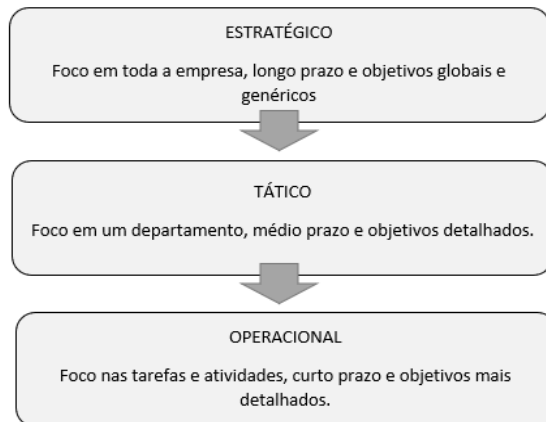 ESTRATÉGICO
Foco em toda a empresa, longo prazo e objetivos globais e
genéricos
TÁTICO
Foco em um departamento, médio prazo e objetivos detalhados.
OPERACIONAL
Foco nas tarefas e atividades, curto prazo e objetivos mais
detalhados.